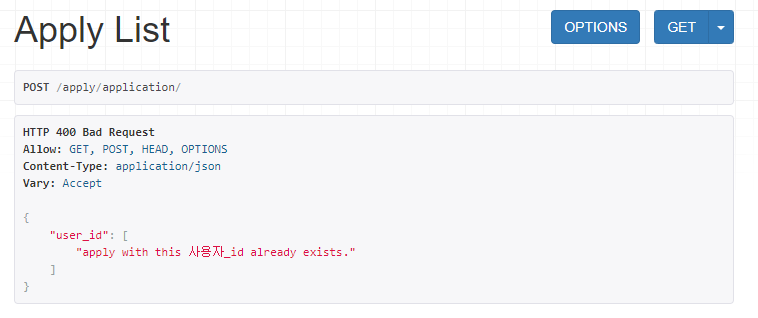 Apply List
OPTIONS
GET
POST /apply/application/
HTTP 400 Bad Request
Allow: GET, POST, HEAD, OPTIONS
Content-Type: application/json
Vary: Accept
{
"user_id": [
"apply with this 사용자_id already exists."
]
}